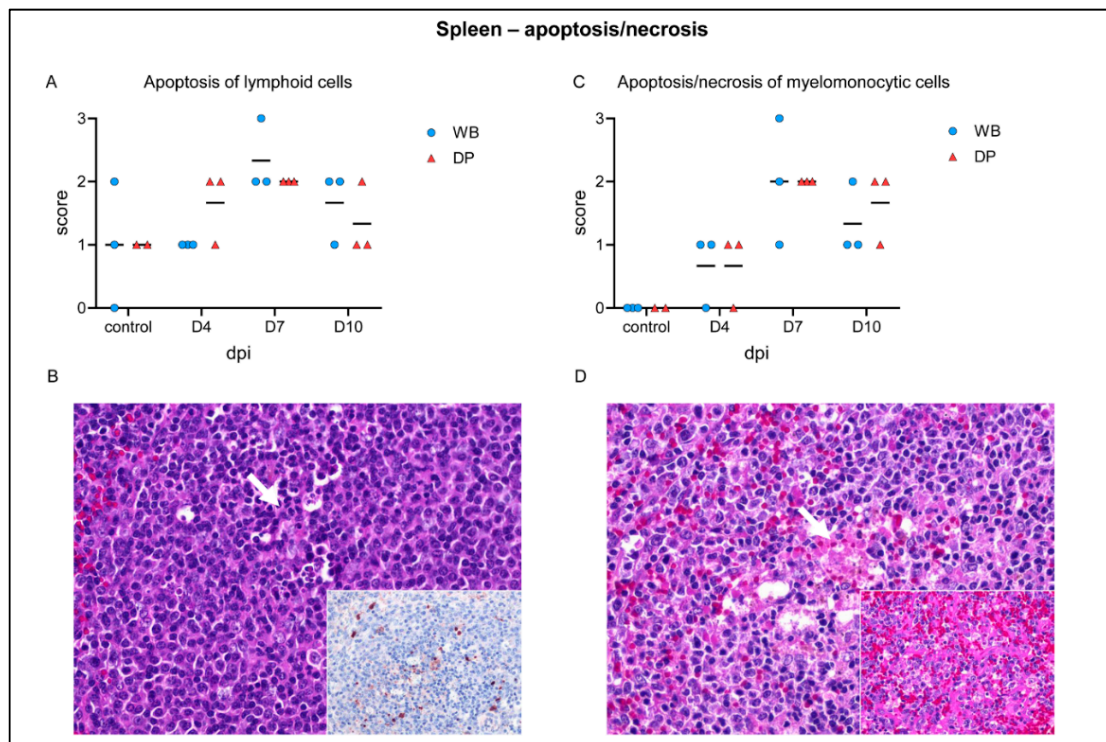 Spleen – apoptosis/necrosis
A
Apoptosis of lymphoid cells
3
2
1
0
score
control
D4
D7
D10
dpi
WB
DP
C
Apoptosis/necrosis of myelomonocytic cells
3
2
1
0
score
control
D4
D7
D10
dpi
WB
DP
B
D